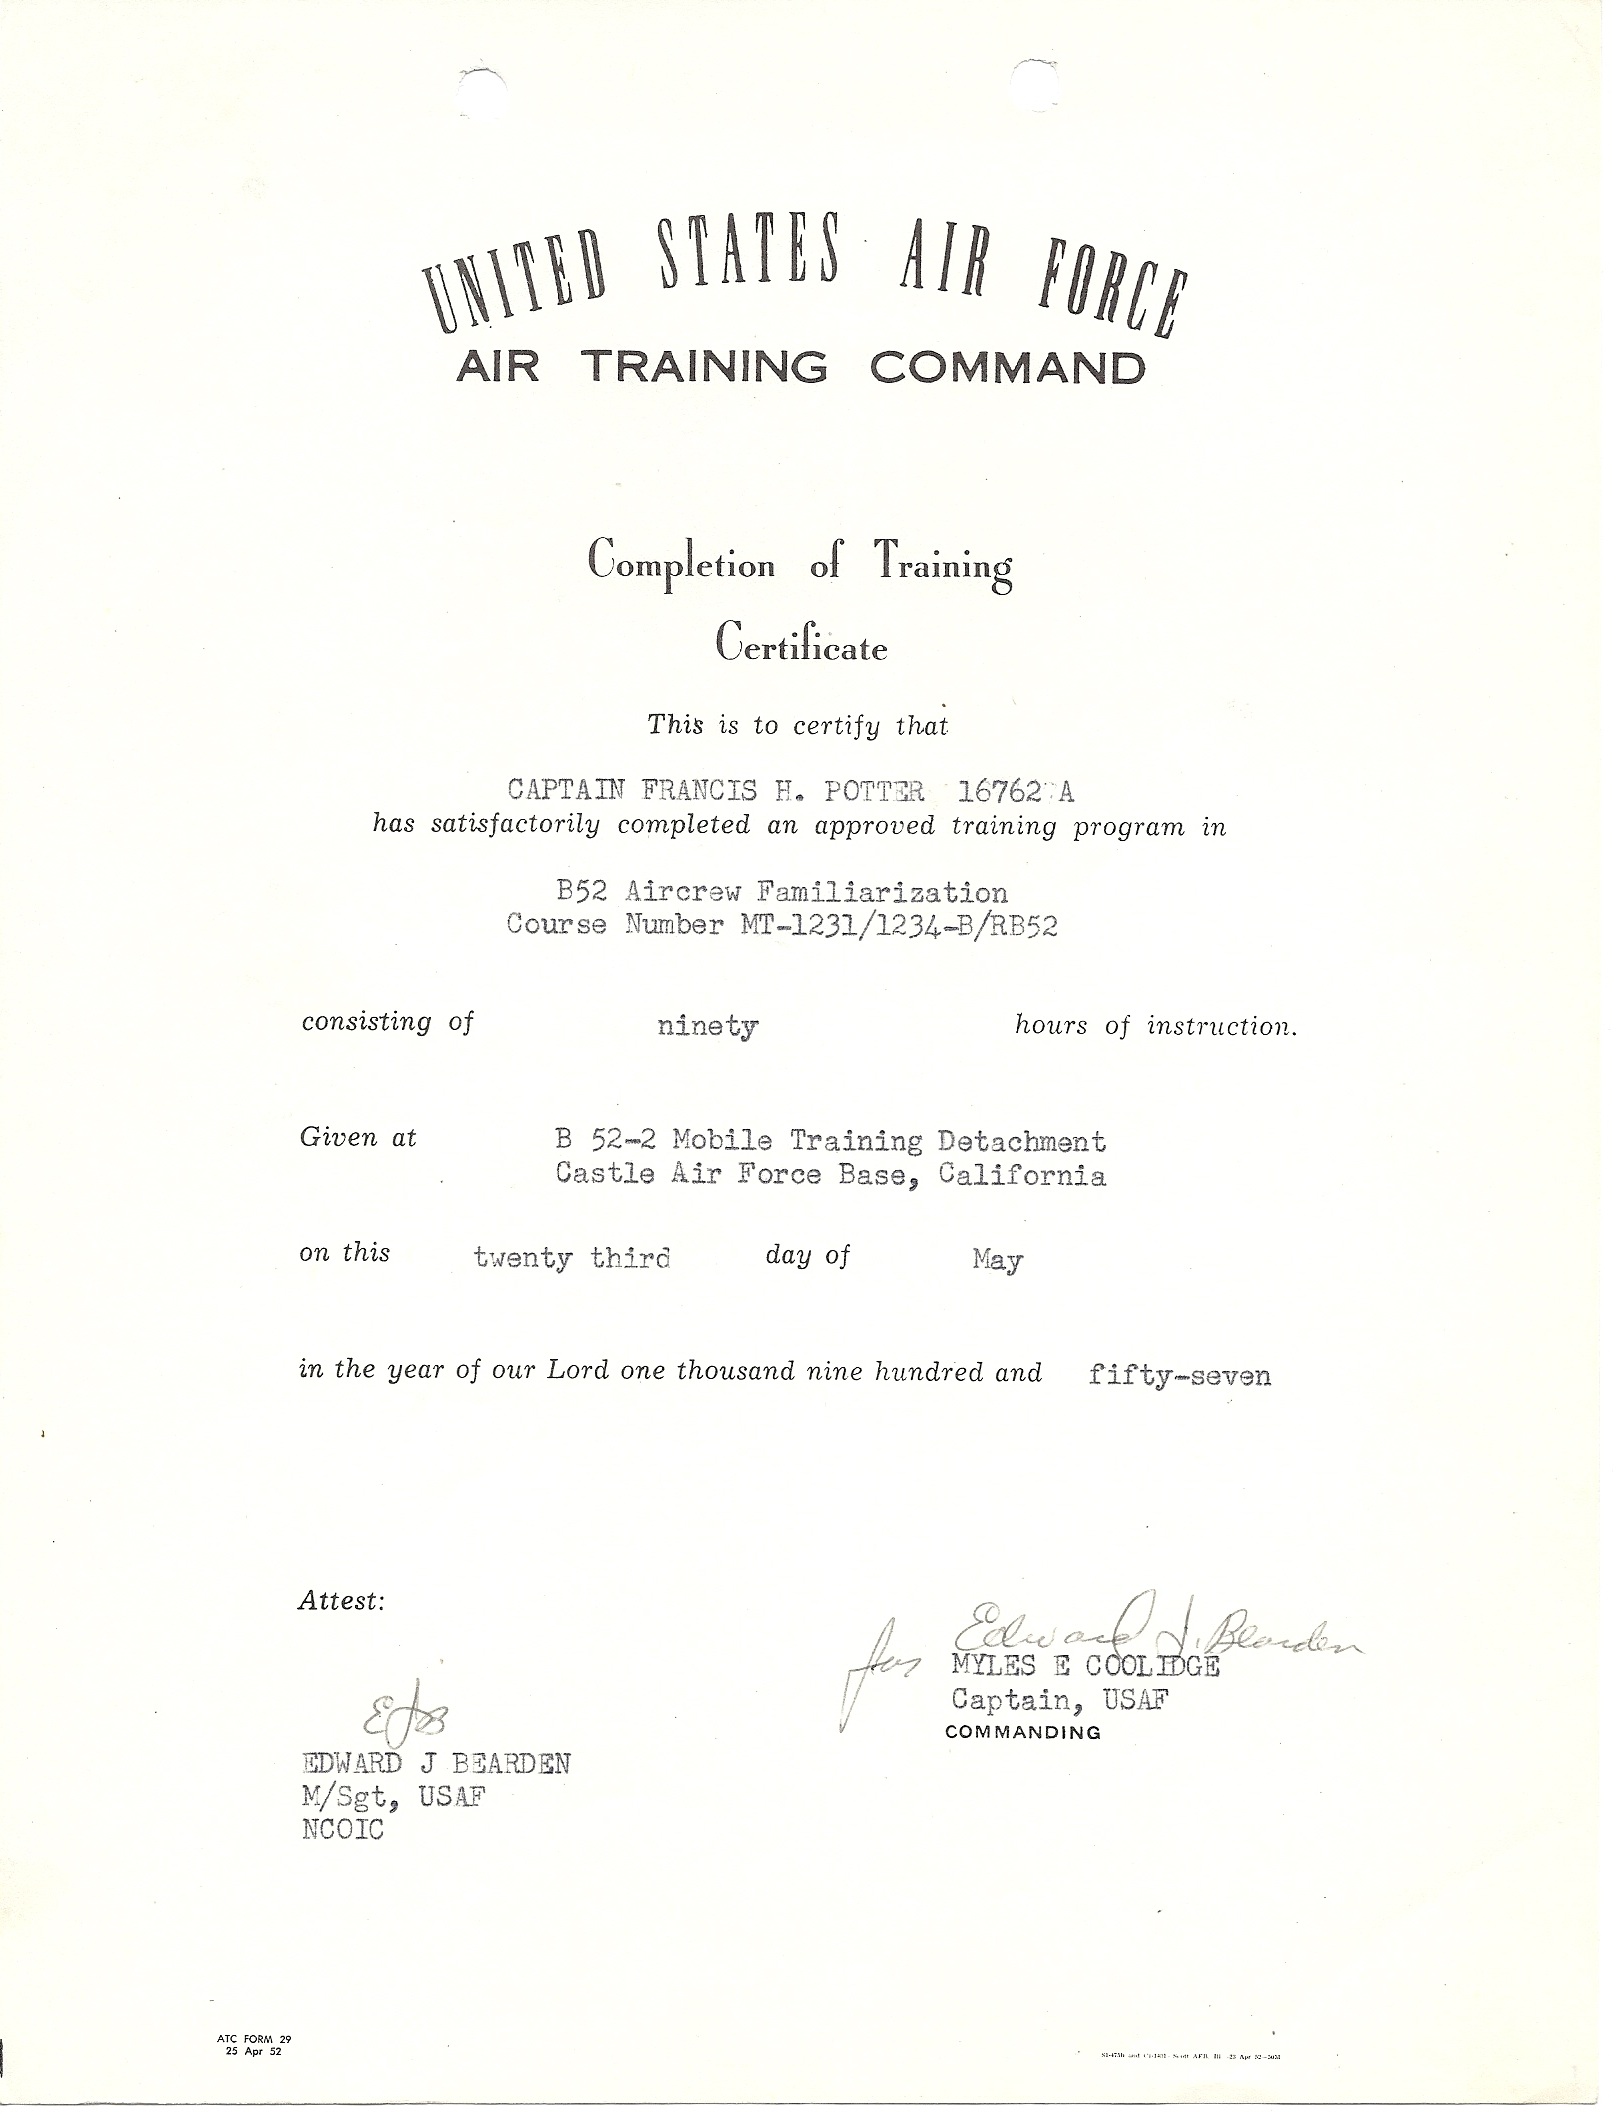 UNITED STATES AIR FORCE
AIR TRAINING COMMAND
Completion of Training
Certificate
This is to certify that
CAPTAIN FRANCIS H. POTTER 16762 A
has satisfactorily completed an approved training program in
B52 Aircrew Familiarization
Course Number MT-1231/1234-B/RB52
consisting of ninety hours of instruction.
Given at B 52-2 Mobile Training Detachment
Castle Air Force Base, California
on this twenty third day of May
in the year of our Lord one thousand nine hundred and fifty-seven
Attest:
for Edward J. Bearden
MYLES E COOLIDGE
Captain, USAF
COMMANDING
EJB
EDWARD J BEARDEN
M/Sgt, USAF
NCOIC
ATC FORM 29
25 Apr 52
Scott AFB